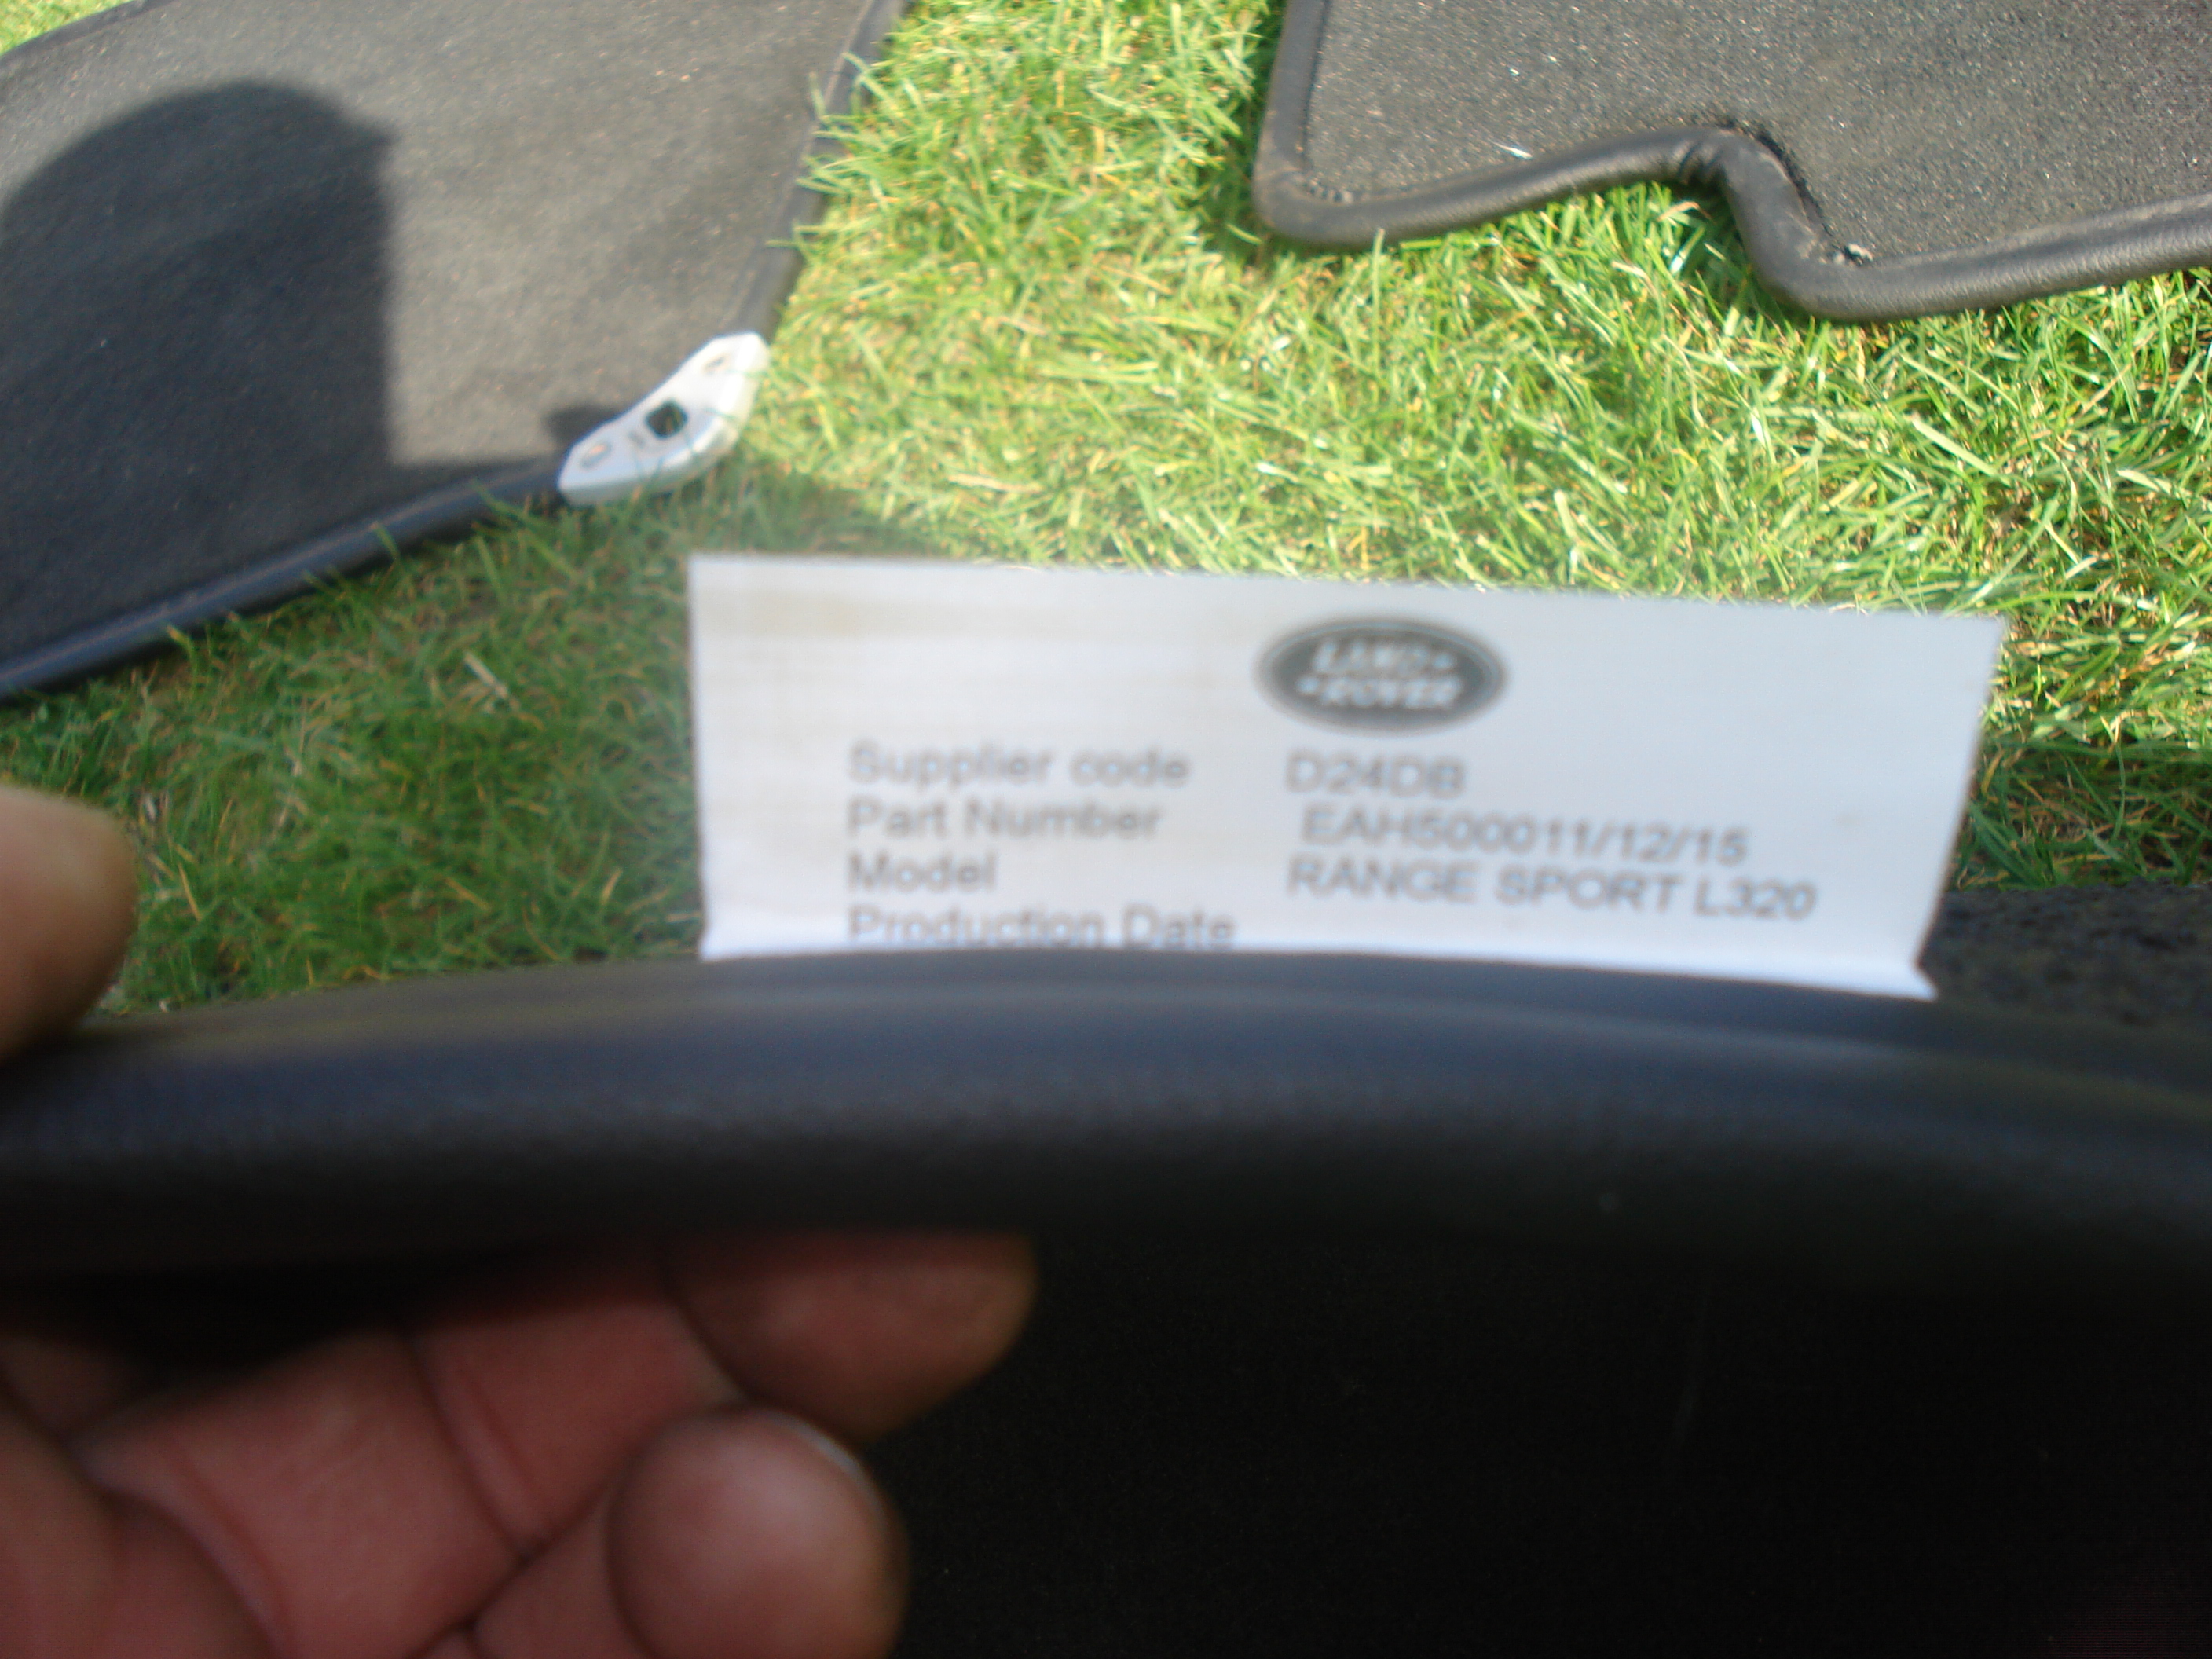 LAND
ROVER
Supplier code D24DB
Part Number EAH500011/12/15
Model RANGE SPORT L320
Production Date